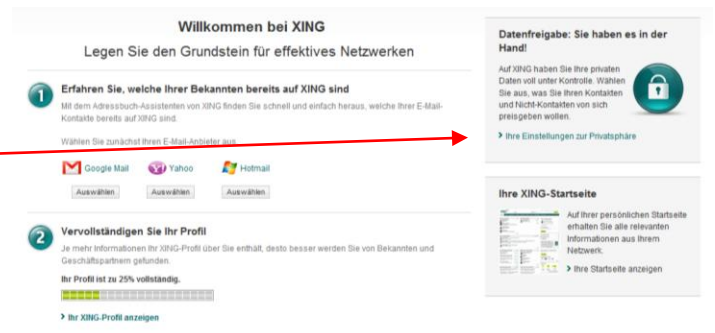 Willkommen bei XING
Legen Sie den Grundstein für effektives Netzwerken
1
Erfahren Sie, welche Ihrer Bekannten bereits auf XING sind
Mit dem Adressbuch-Assistenten von XING finden Sie schnell und einfach heraus, welche Ihrer E-Mail-
Kontakte bereits auf XING sind.
Wählen Sie zunächst Ihren E-Mail-Anbieter aus
Google Mail Yahoo Hotmail
Auswählen Auswählen Auswählen
2
Vervollständigen Sie Ihr Profil
Je mehr Informationen Ihr XING-Profil über Sie enthält, desto besser werden Sie von Bekannten und
Geschäftspartnern gefunden.
Ihr Profil ist zu 25% vollständig.
Ihr XING-Profil anzeigen
Datenfreigabe: Sie haben es in der
Hand!
Auf XING haben Sie Ihre privaten
Daten voll unter Kontrolle. Wählen
Sie aus, was Sie Ihren Kontakten
und Nicht-Kontakten von sich
preisgeben wollen.
Ihre Einstellungen zur Privatsphäre
Ihre XING-Startseite
Auf Ihrer persönlichen Startseite
erhalten Sie alle relevanten
Informationen aus Ihrem
Netzwerk.
Ihre Startseite anzeigen